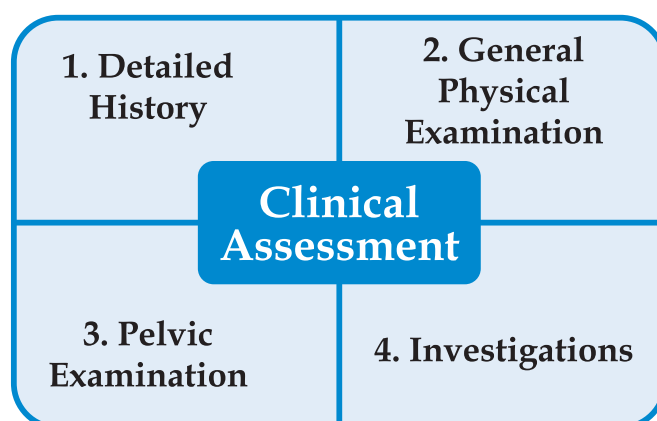 1. Detailed
History
2. General
Physical
Examination
Clinical
Assessment
3. Pelvic
Examination
4. Investigations